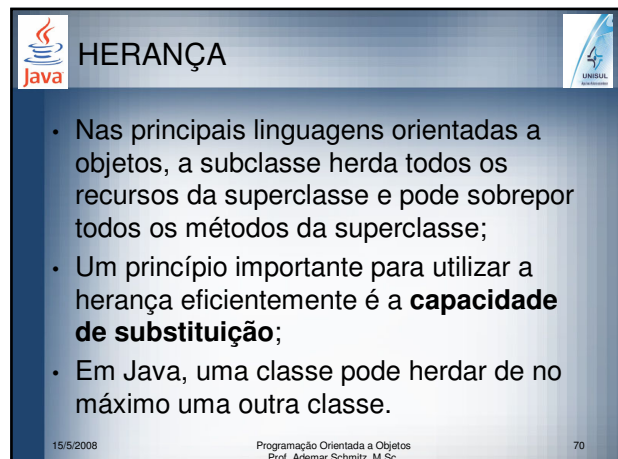 Java
HERANÇA
UNISUL
• Nas principais linguagens orientadas a
objetos, a subclasse herda todos os
recursos da superclasse e pode sobrepor
todos os métodos da superclasse;
• Um princípio importante para utilizar a
herança eficientemente é a capacidade
de substituição;
• Em Java, uma classe pode herdar de no
máximo uma outra classe.
15/5/2008
Programação Orientada a Objetos
Prof. Ademar Schmitz, M.Sc.
70